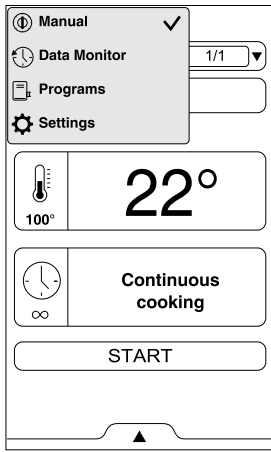 Manual
Data Monitor
1/1
Programs
Settings
22°
100°
Continuous
cooking
∞
START